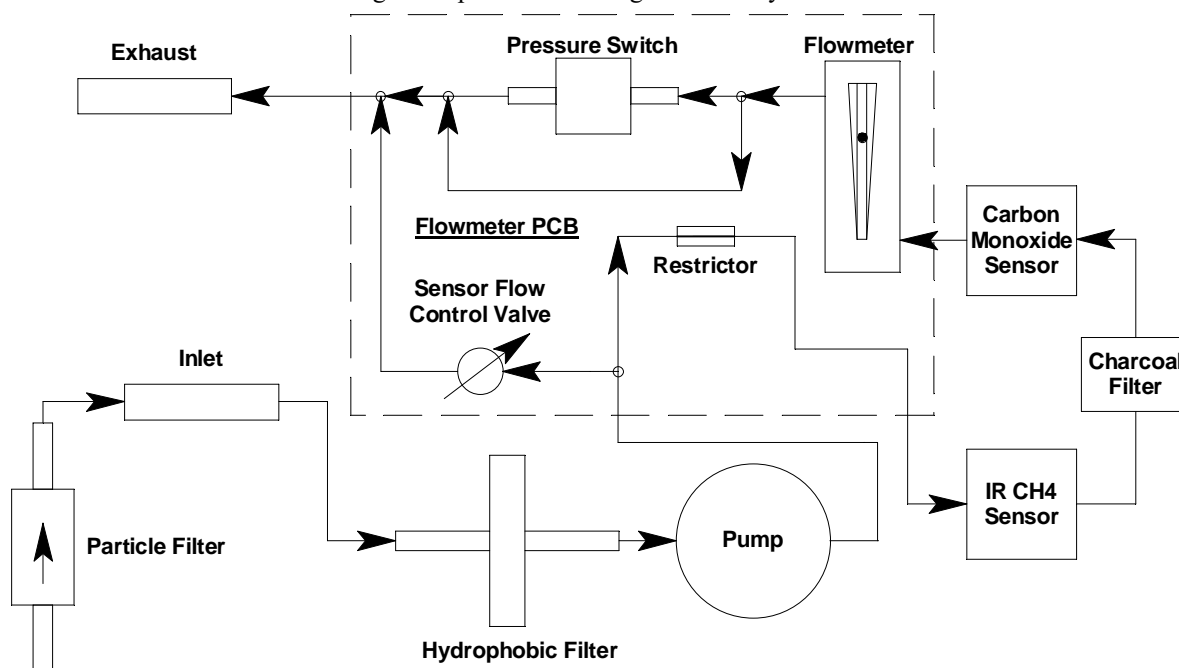 Pressure Switch
Flowmeter
Exhaust
Flowmeter PCB
Restrictor
Carbon
Monoxide
Sensor
Sensor Flow
Control Valve
Inlet
Charcoal
Filter
IR CH4
Sensor
Particle Filter
Pump
Hydrophobic Filter